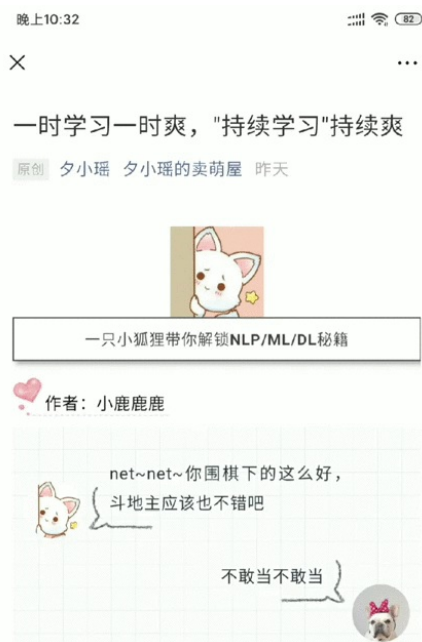 晚上10:32
82
一时学习一时爽，"持续学习"持续爽
原创 夕小瑶 夕小瑶的卖萌屋 昨天
一只小狐狸带你解锁NLP/ML/DL秘籍
作者：小鹿鹿鹿
net~net~你围棋下的这么好，
斗地主应该也不错吧
不敢当不敢当